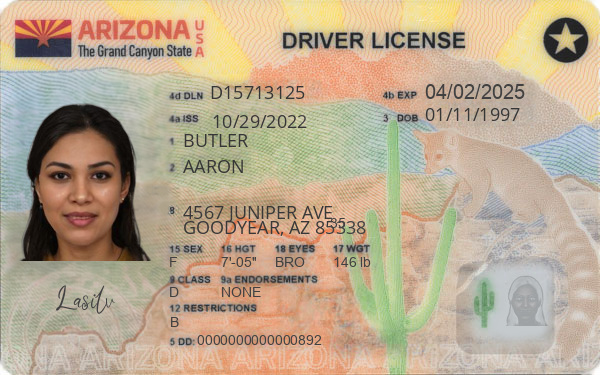 ARIZONA USA
The Grand Canyon State
DRIVER LICENSE
4d DLN D15713125
4b EXP 04/02/2025
4a ISS 10/29/2022
3 DOB 01/11/1997
1 BUTLER
2 AARON
8 4567 JUNIPER AVE
GOODYEAR, AZ 85338
15 SEX F
16 HGT 7'-05"
18 EYES BRO
17 WGT 146 lb
9 CLASS D
9a ENDORSEMENTS NONE
12 RESTRICTIONS
B
5 DD: 0000000000000892
ARIZONA ARIZONA ARIZONA ARIZONA